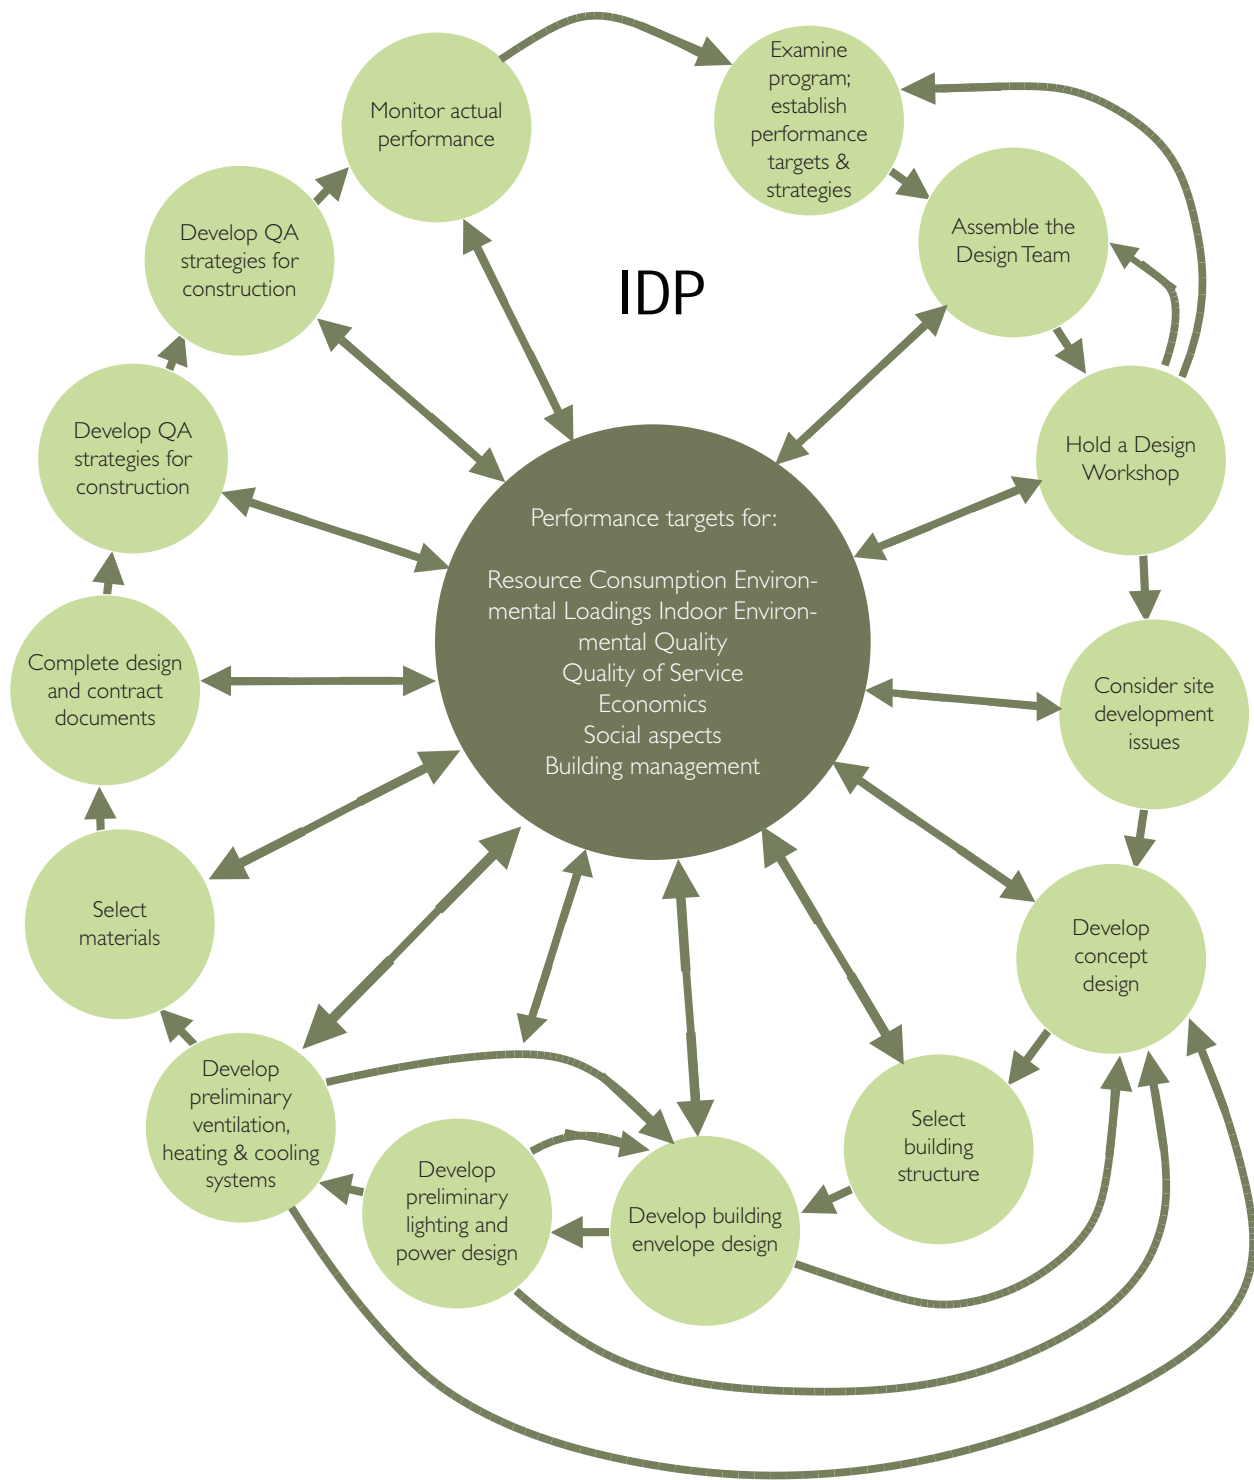 Examine
program;
establish
performance
targets &
strategies
Monitor actual
performance
Assemble the
Design Team
Develop QA
strategies for
construction
IDP
Develop QA
strategies for
construction
Hold a Design
Workshop
Performance targets for:
Resource Consumption Environ-
mental Loadings Indoor Environ-
mental Quality
Quality of Service
Economics
Social aspects
Building management
Complete design
and contract
documents
Consider site
development
issues
Select
materials
Develop
concept
design
Develop
preliminary
ventilation,
heating & cooling
systems
Select
building
structure
Develop
preliminary
lighting and
power design
Develop building
envelope design